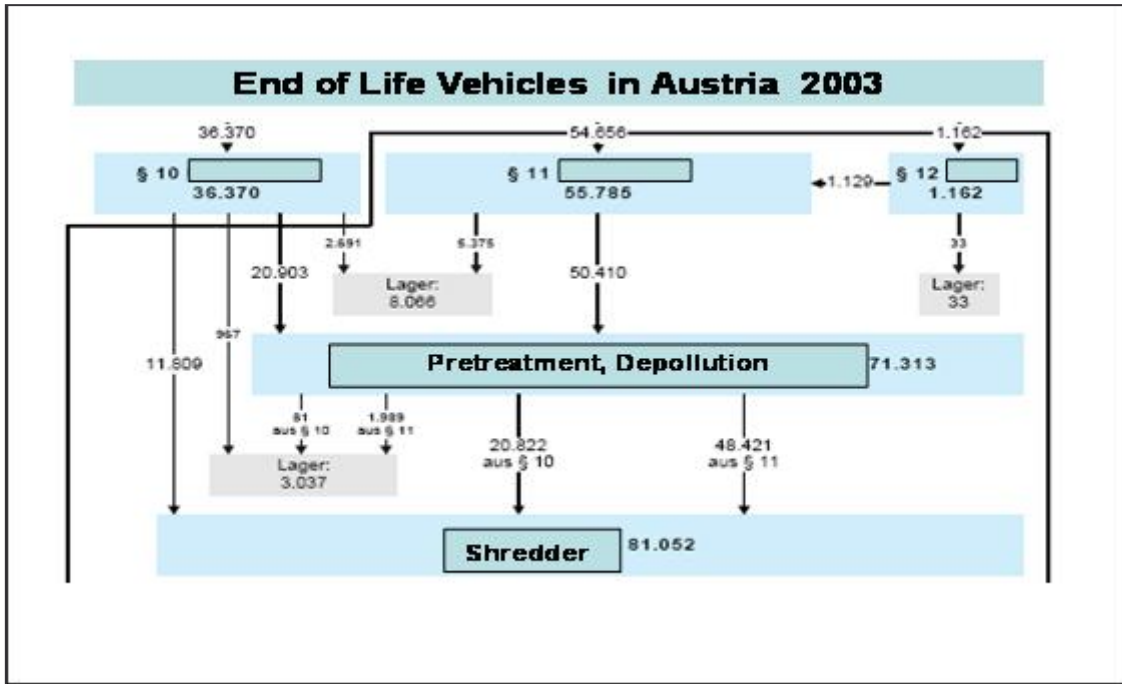 End of Life Vehicles in Austria 2003
36.370
54.656
1.162
§ 10
§ 11
§ 12
36.370
55.785
1.129
1.162
2.691
5.375
33
20.903
50.410
Lager:
8.066
Lager:
33
967
11.809
Pretreatment, Depollution
71.313
81
aus § 10
1.989
aus § 11
20.822
aus § 10
48.421
aus § 11
Lager:
3.037
Shredder
81.052